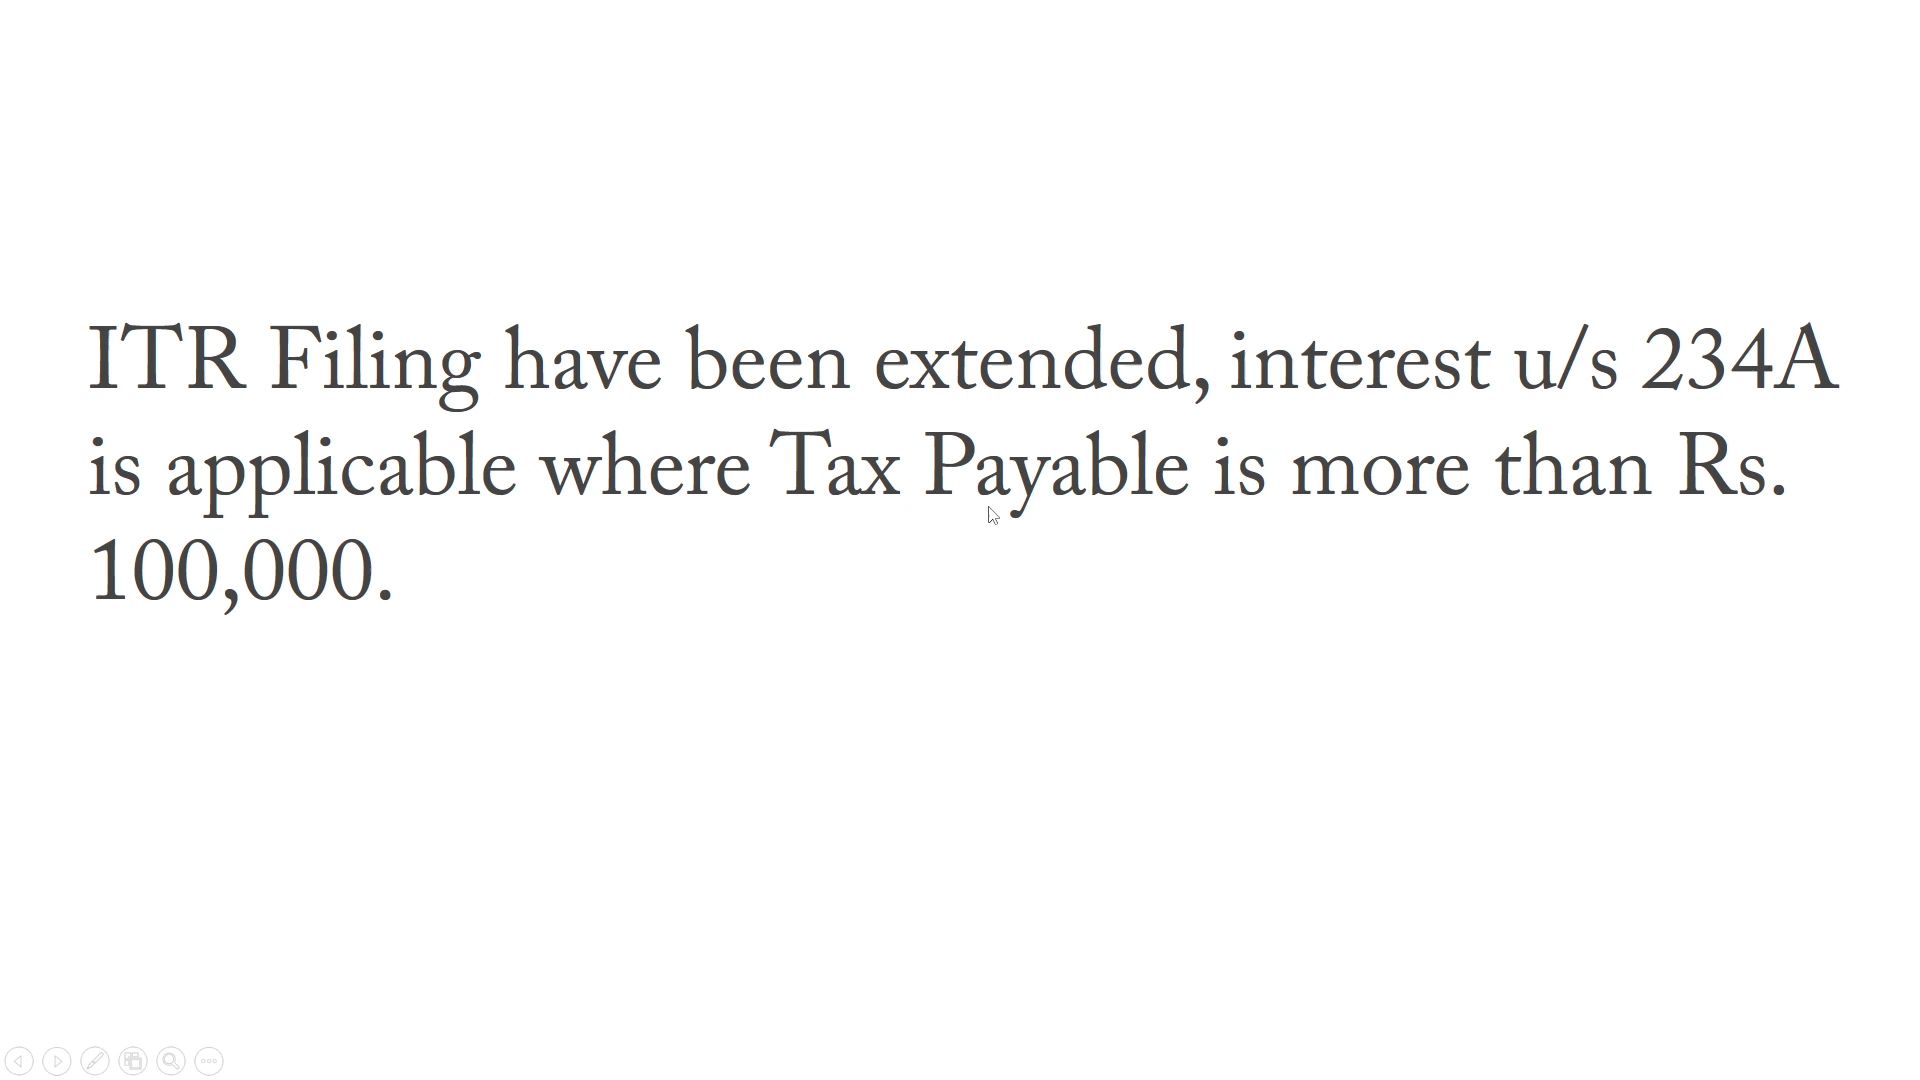 ITR Filing have been extended, interest u/s 234A
is applicable where Tax Payable is more than Rs.
100,000.